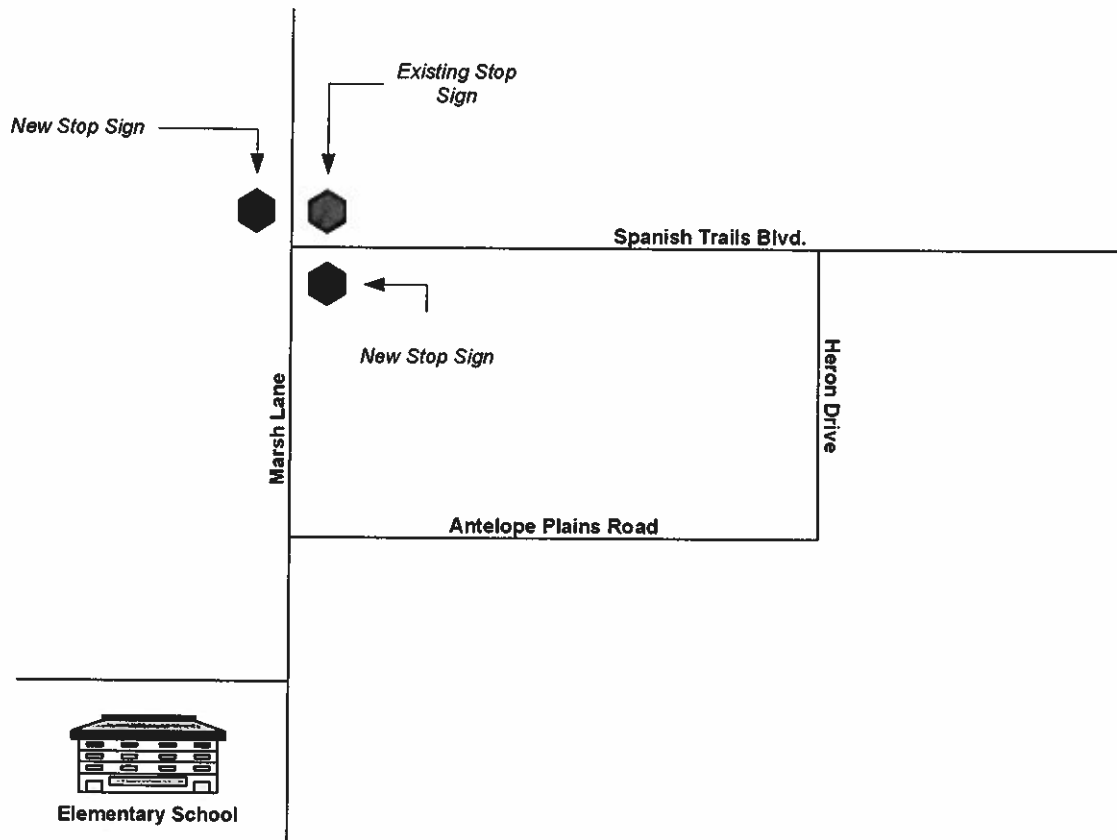 Existing Stop
Sign
New Stop Sign
Spanish Trails Blvd.
New Stop Sign
Marsh Lane
Heron Drive
Antelope Plains Road
Elementary School